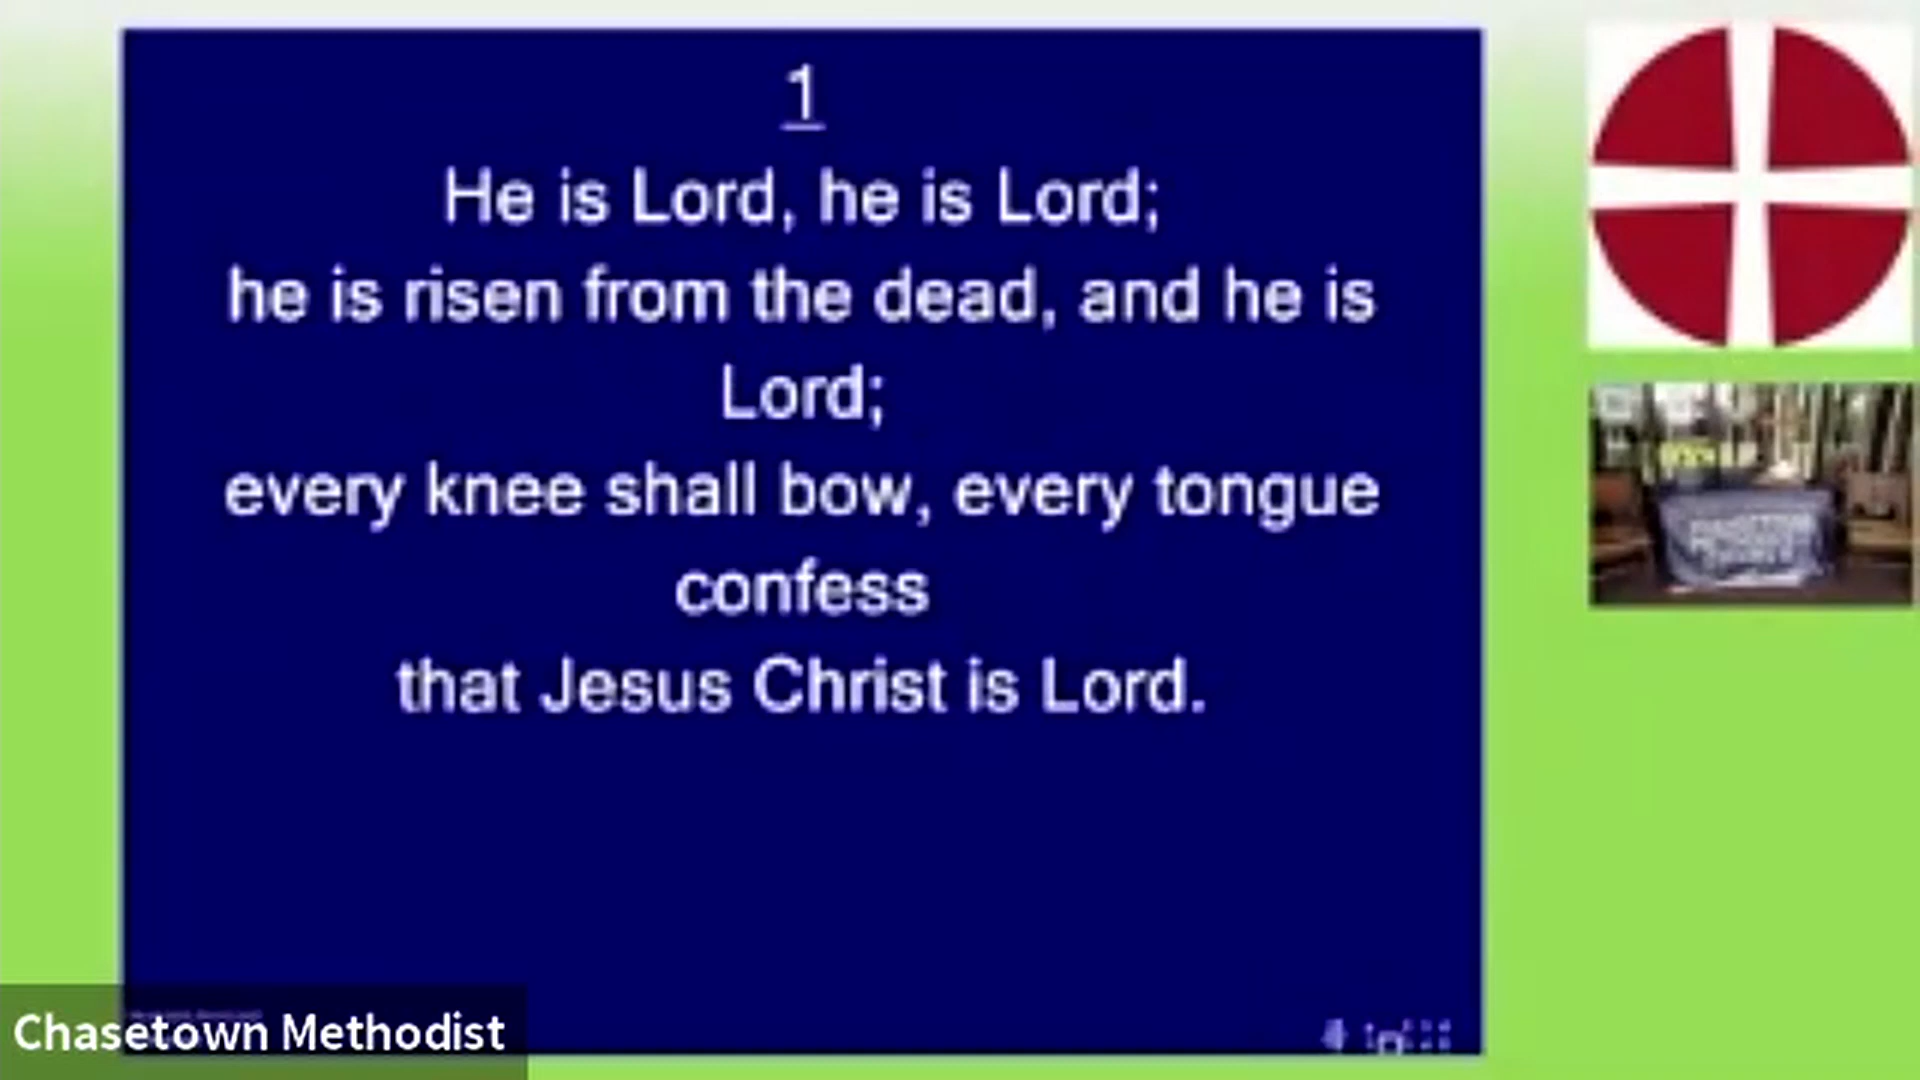 1
He is Lord, he is Lord;
he is risen from the dead, and he is
Lord;
every knee shall bow, every tongue
confess
that Jesus Christ is Lord.
Chasetown Methodist